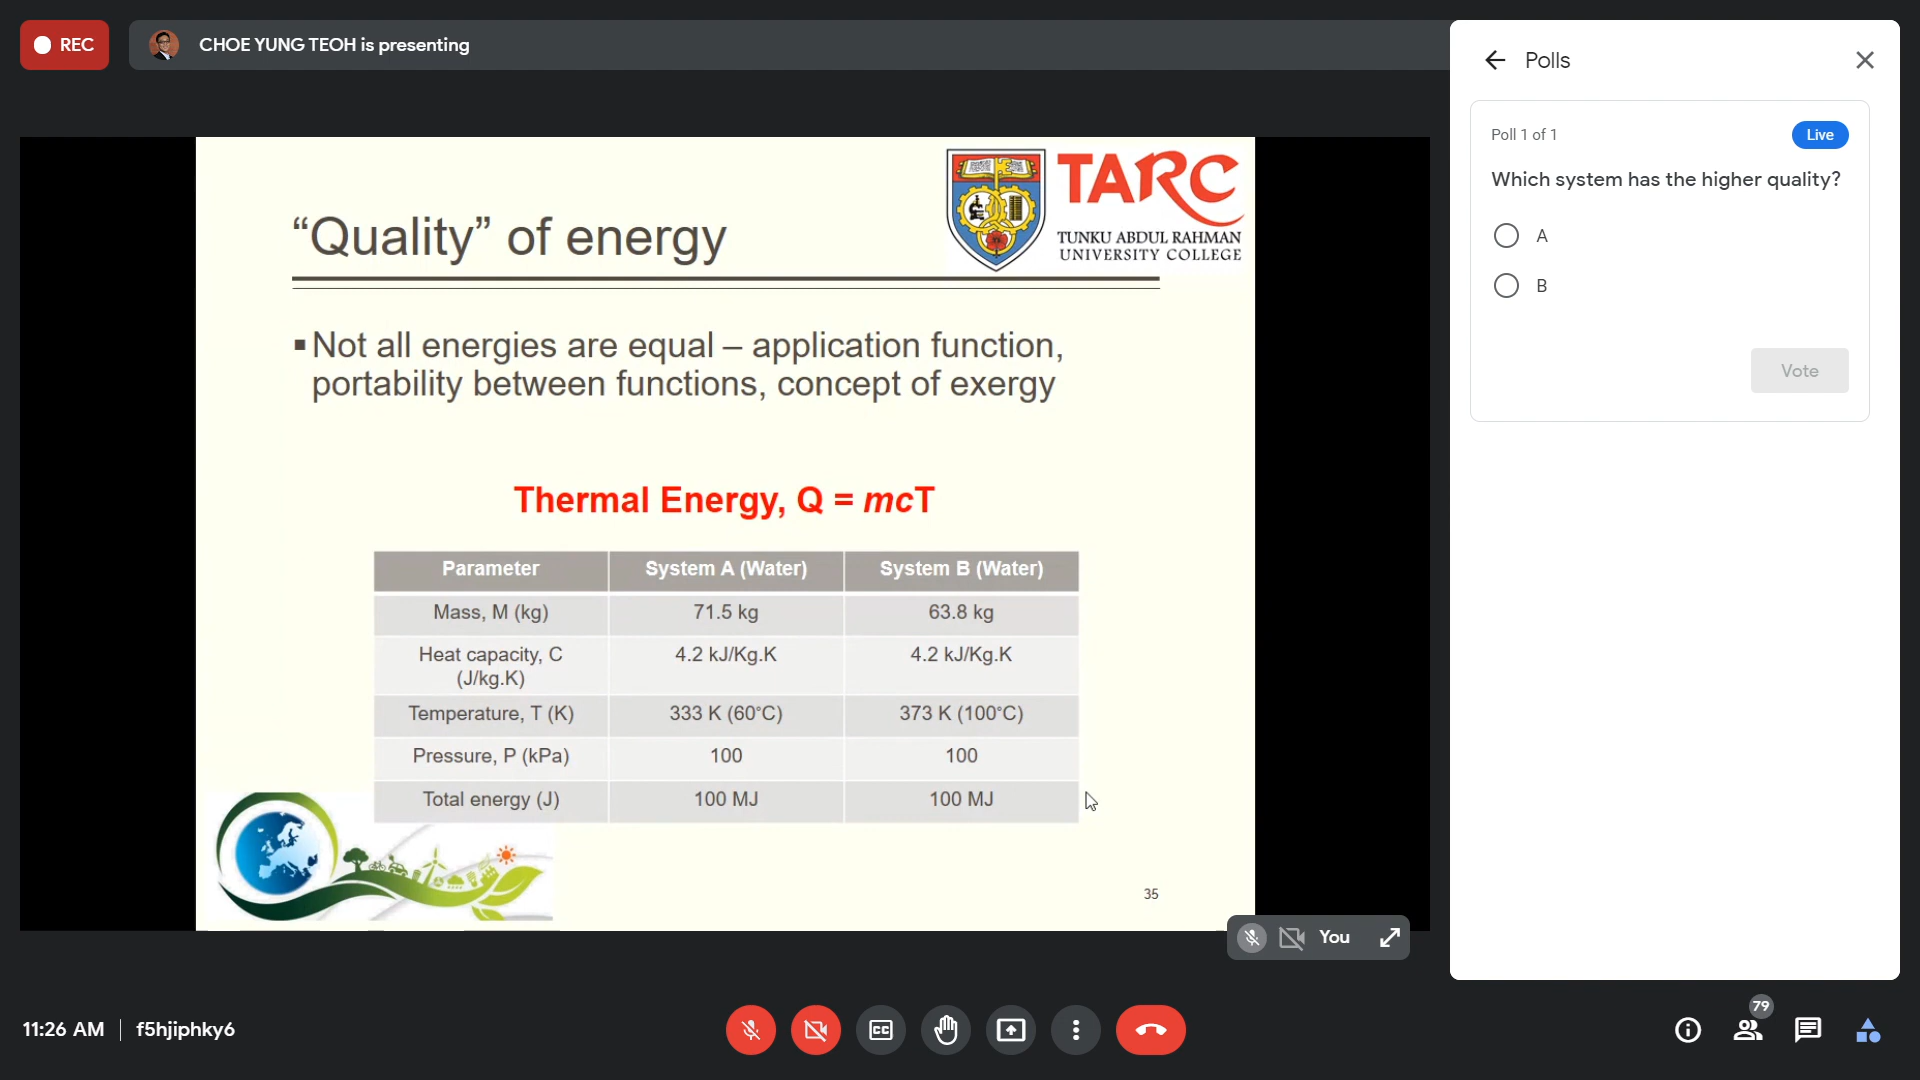 REC
CHOE YUNG TEOH is presenting
TARC
TUNKU ABDUL RAHMAN
UNIVERSITY COLLEGE
“Quality” of energy
▪Not all energies are equal – application function,
portability between functions, concept of exergy
Thermal Energy, Q = mcT
Parameter System A (Water) System B (Water)
Mass, M (kg) 71.5 kg 63.8 kg
Heat capacity, C 4.2 kJ/Kg.K 4.2 kJ/Kg.K
(J/kg.K)
Temperature, T (K) 333 K (60°C) 373 K (100°C)
Pressure, P (kPa) 100 100
Total energy (J) 100 MJ 100 MJ
35
You
Polls
Poll 1 of 1 Live
Which system has the higher quality?
A
B
Vote
11:26 AM | f5hjiphky6
CC
79